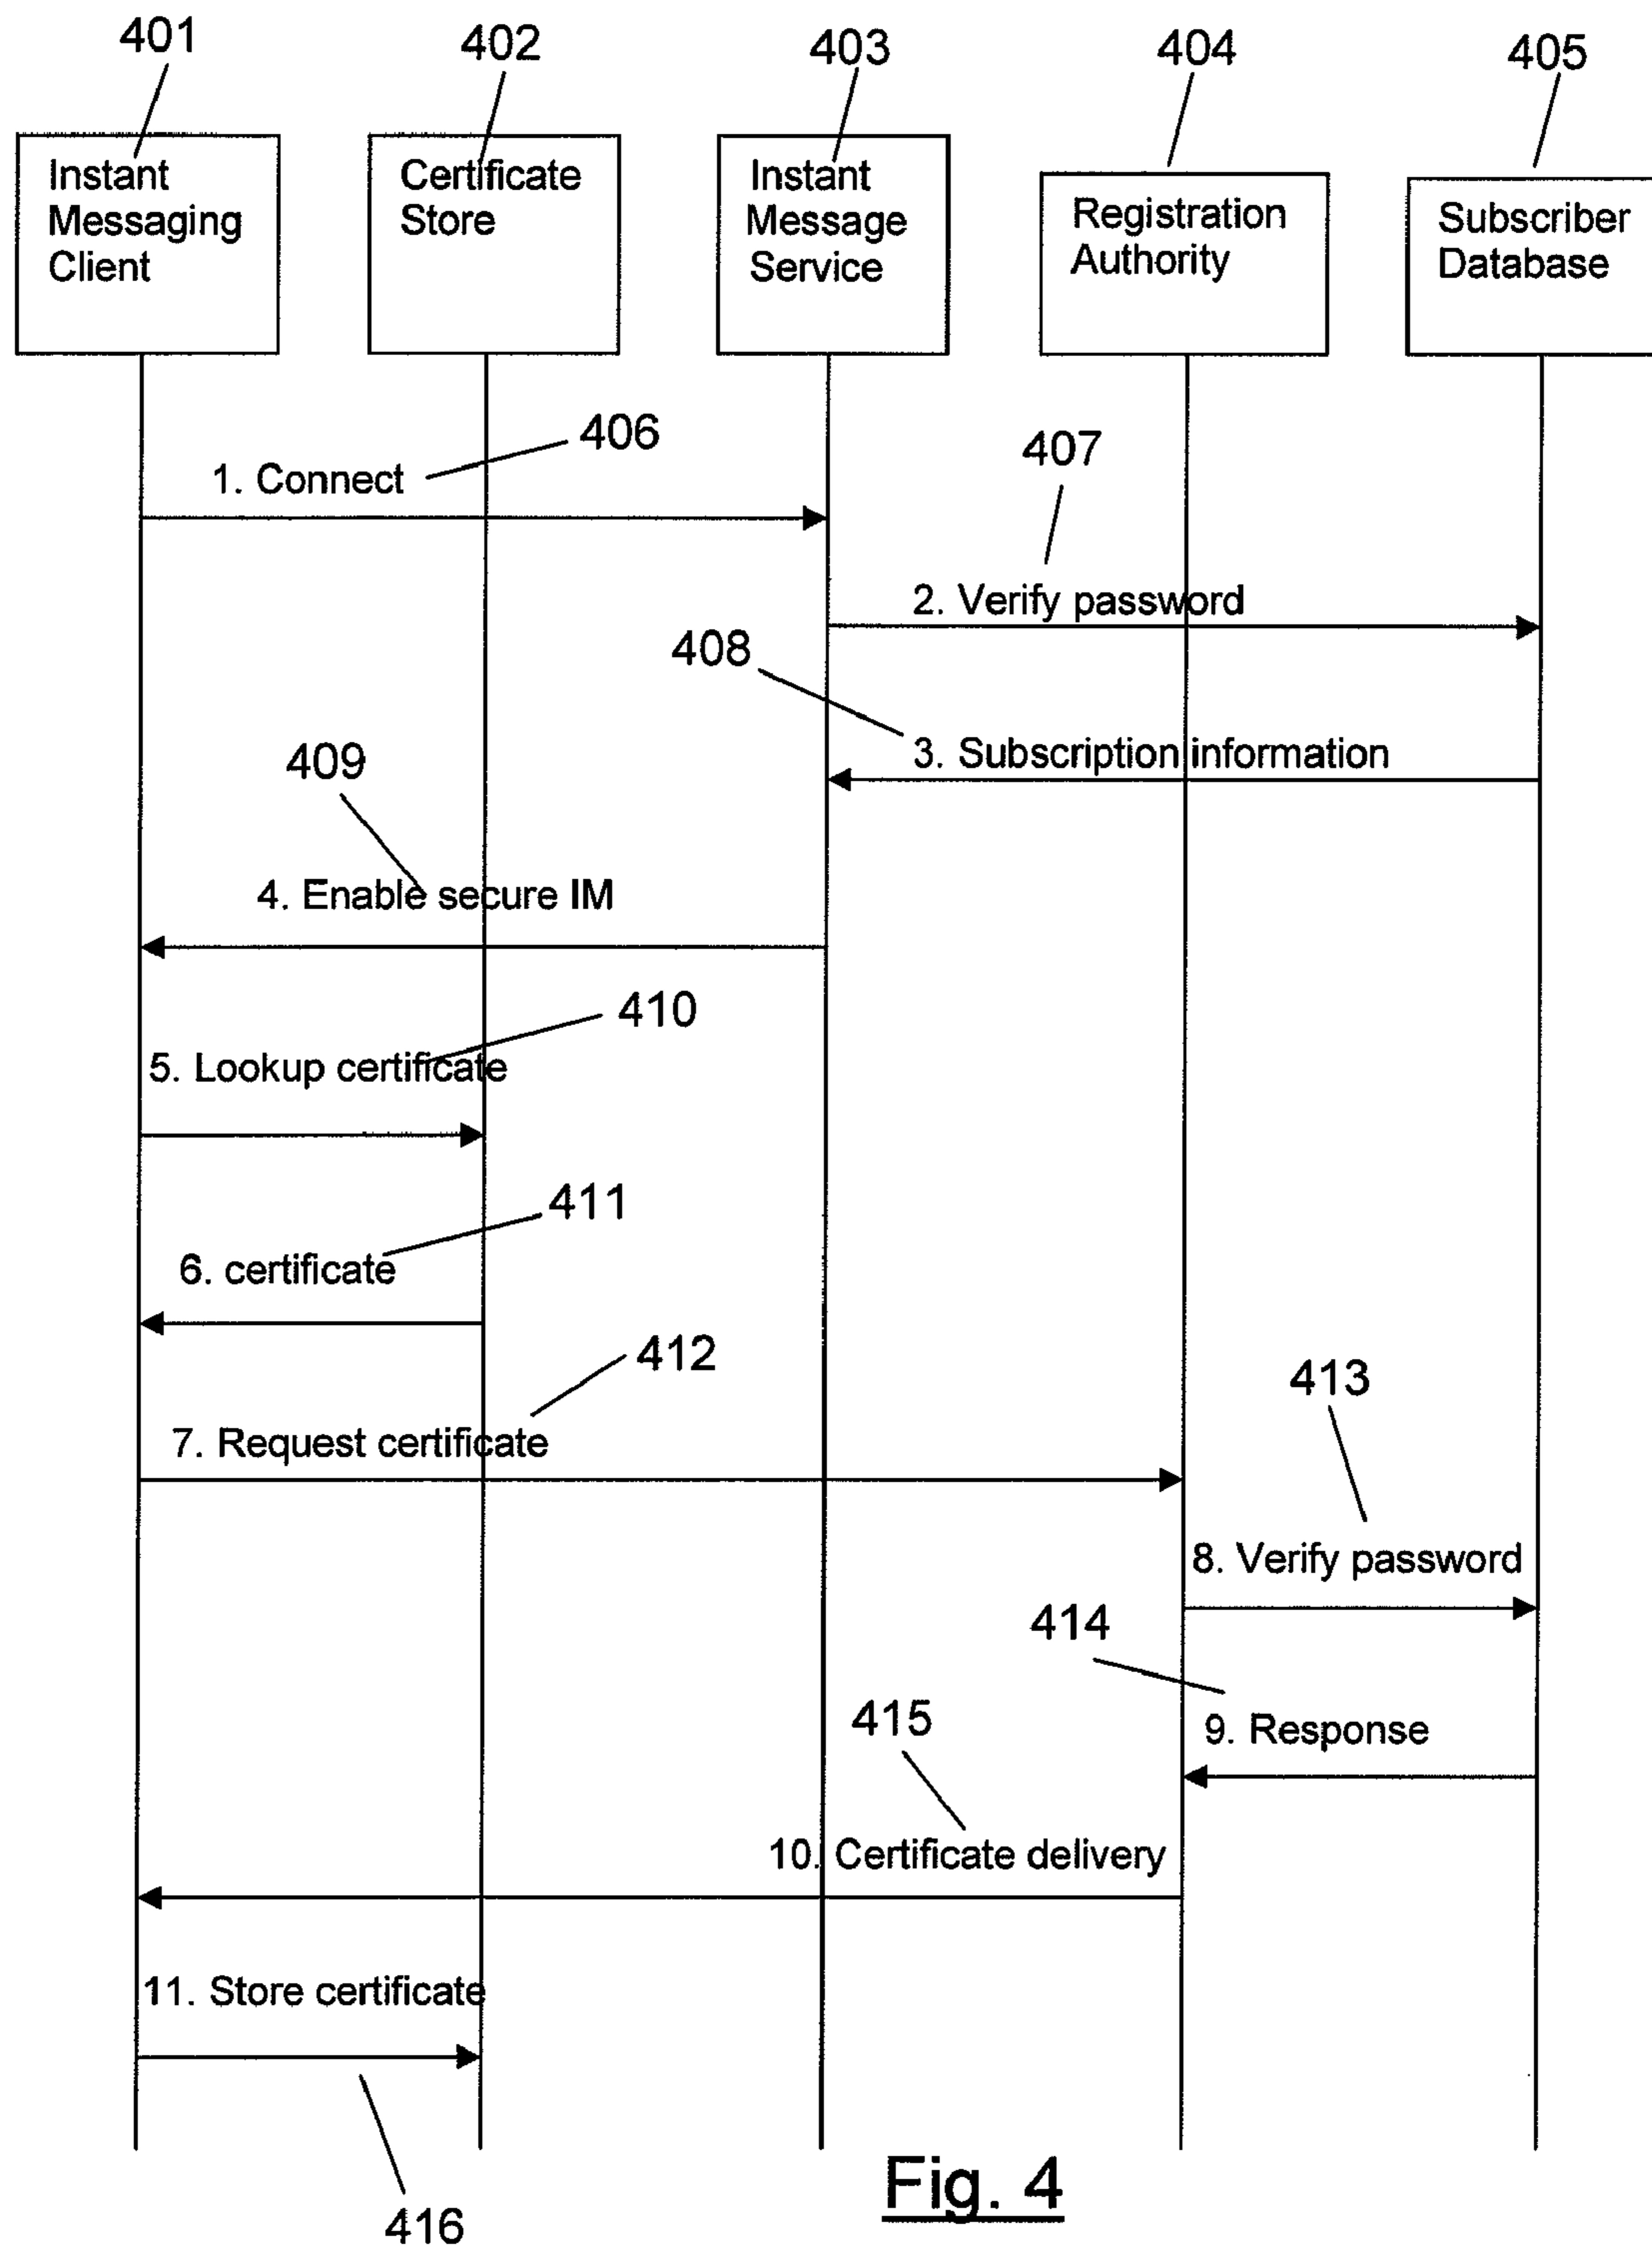 401
402
403
404
405
Instant
Messaging
Client
Certificate
Store
Instant
Message
Service
Registration
Authority
Subscriber
Database
406
1. Connect
407
2. Verify password
408
3. Subscription information
409
4. Enable secure IM
410
5. Lookup certificate
411
6. certificate
412
7. Request certificate
413
8. Verify password
414
9. Response
415
10. Certificate delivery
11. Store certificate
416
Fig. 4